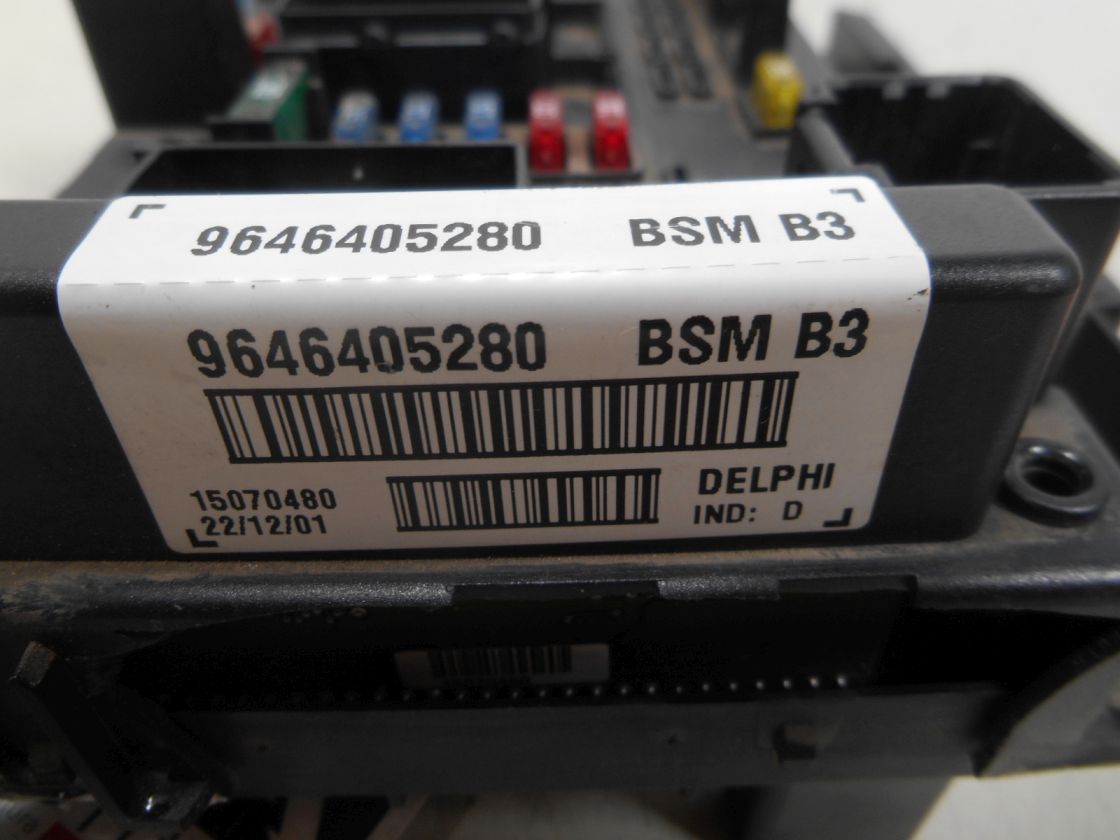 9646405280 BSM B3
9646405280 BSM B3
15070480
22/12/01
DELPHI
IND: D